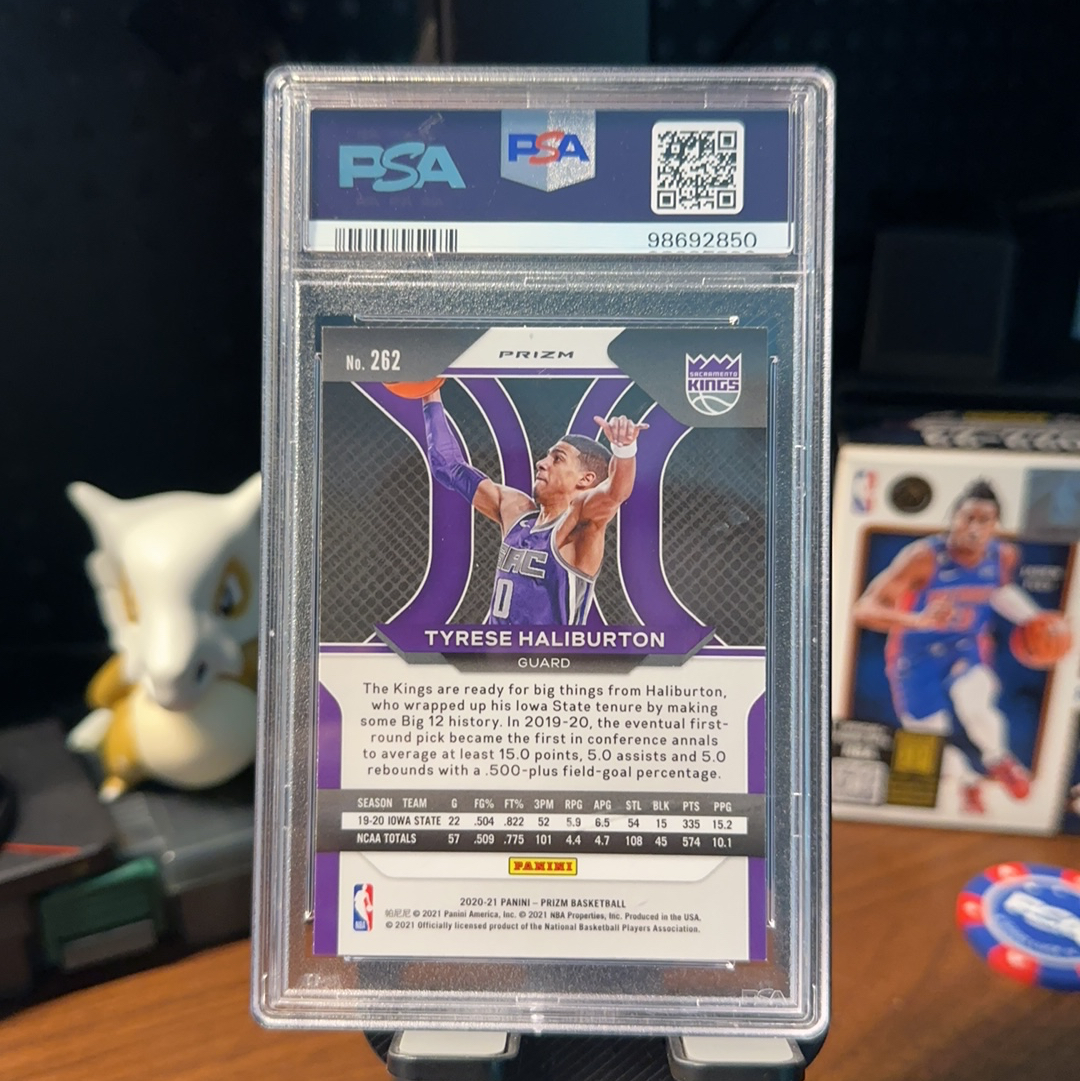 PSA
PSA
98692850
No. 262
PRIZM
SACRAMENTO
KINGS
SAC
0
TYRESE HALIBURTON
GUARD
The Kings are ready for big things from Haliburton,
who wrapped up his Iowa State tenure by making
some Big 12 history. In 2019-20, the eventual first-
round pick became the first in conference annals
to average at least 15.0 points, 5.0 assists and 5.0
rebounds with a .500-plus field-goal percentage.
SEASON TEAM G FG% FT% 3PM RPG APG STL BLK PTS PPG
19-20 IOWA STATE 22 .504 .822 52 5.9 6.5 54 15 335 15.2
NCAA TOTALS 57 .509 .775 101 4.4 4.7 108 45 574 10.1
PANINI
NBA
2020-21 PANINI – PRIZM BASKETBALL
帕尼尼 © 2021 Panini America, Inc. © 2021 NBA Properties, Inc. Produced in the USA.
© 2021 Officially licensed product of the National Basketball Players Association.
PSA